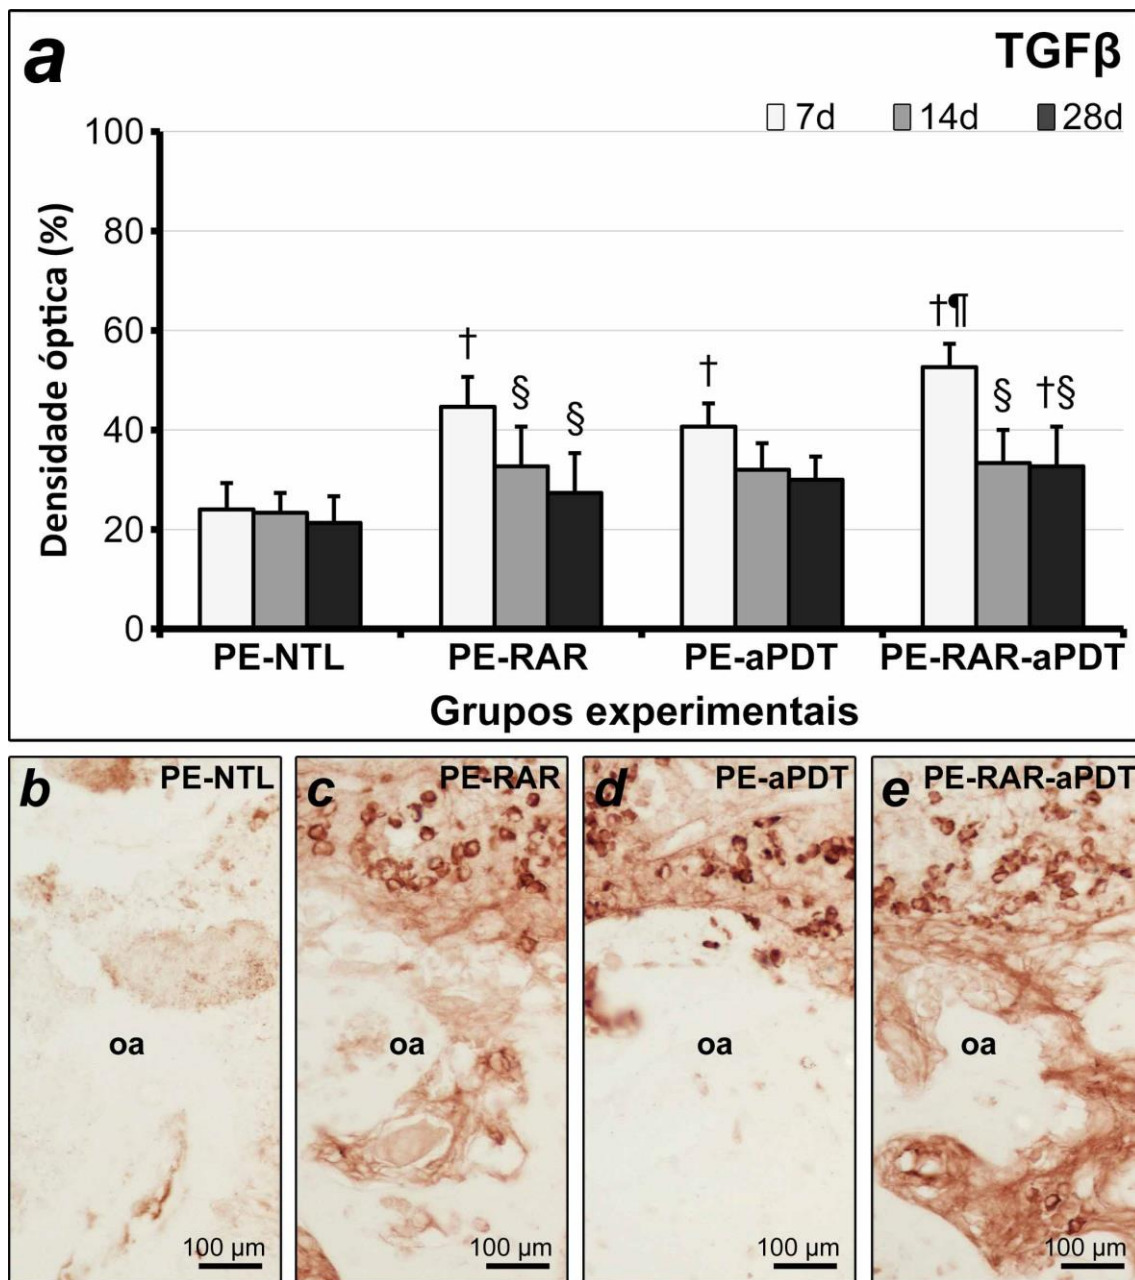 a
TGFβ
7d 14d 28d
100
80
60
40
20
0
Densidade óptica (%)
† § § † †¶ § †§
PE-NTL PE-RAR PE-aPDT PE-RAR-aPDT
Grupos experimentais
b PE-NTL
oa
100 µm
c PE-RAR
oa
100 µm
d PE-aPDT
oa
100 µm
e PE-RAR-aPDT
oa
100 µm